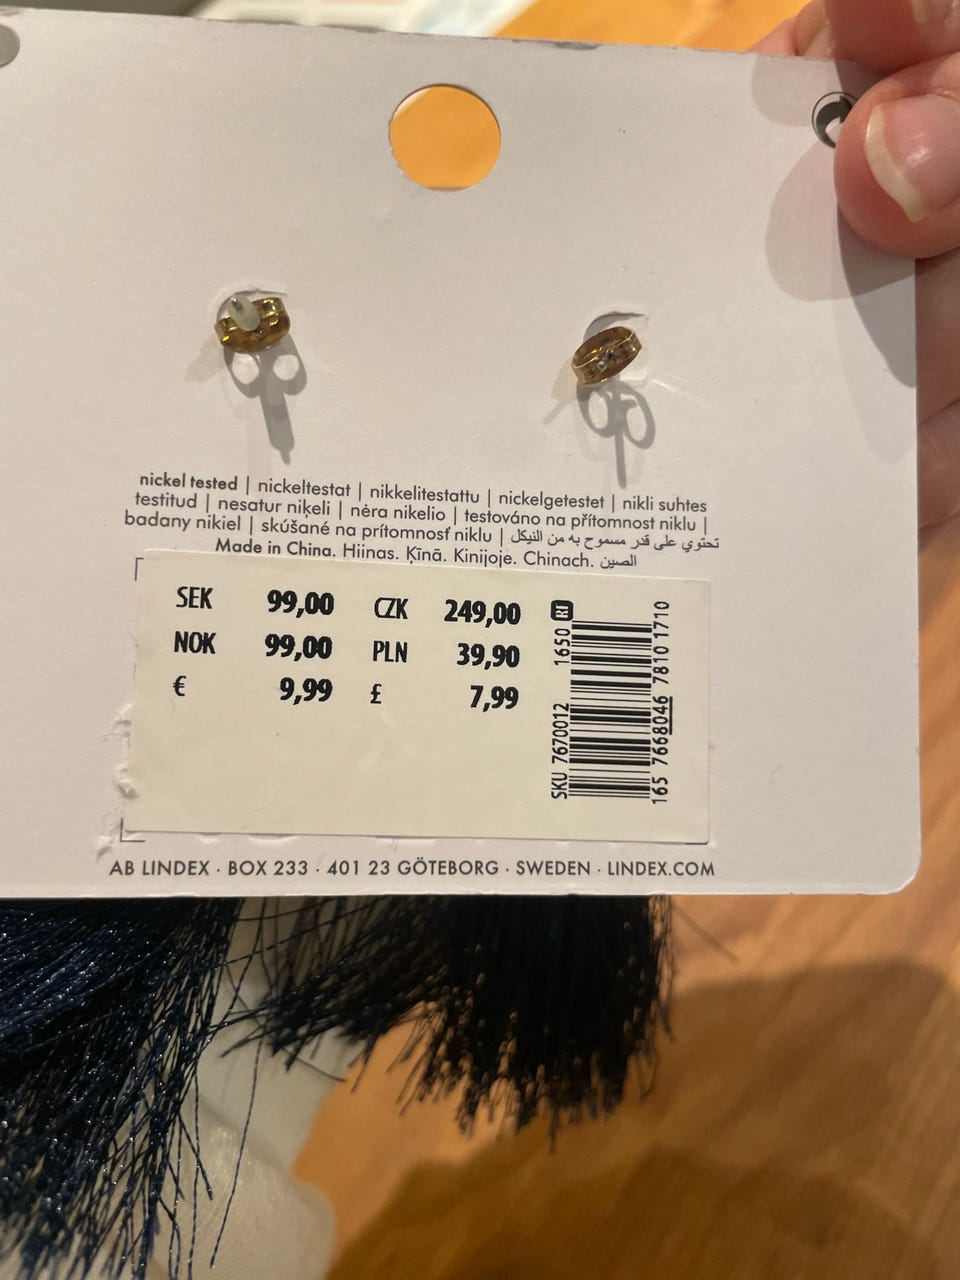 nickel tested | nickeltestat | nikkelitestattu | nickelgetestet | nikli suhtes
testitud | nesatur niķeli | nėra nikelio | testováno na přítomnost niklu |
badany nikiel | skúšané na prítomnosť niklu | تحتوي على قدر مسموح به من النيكل
Made in China. Hiinas. Ķīnā. Kinijoje. Chinach. الصين
SEK 99,00 CZK 249,00
NOK 99,00 PLN 39,90
€ 9,99 £ 7,99
SKU 7670012 1650
165 7668046 7810 1710
AB LINDEX · BOX 233 · 401 23 GÖTEBORG · SWEDEN · LINDEX.COM